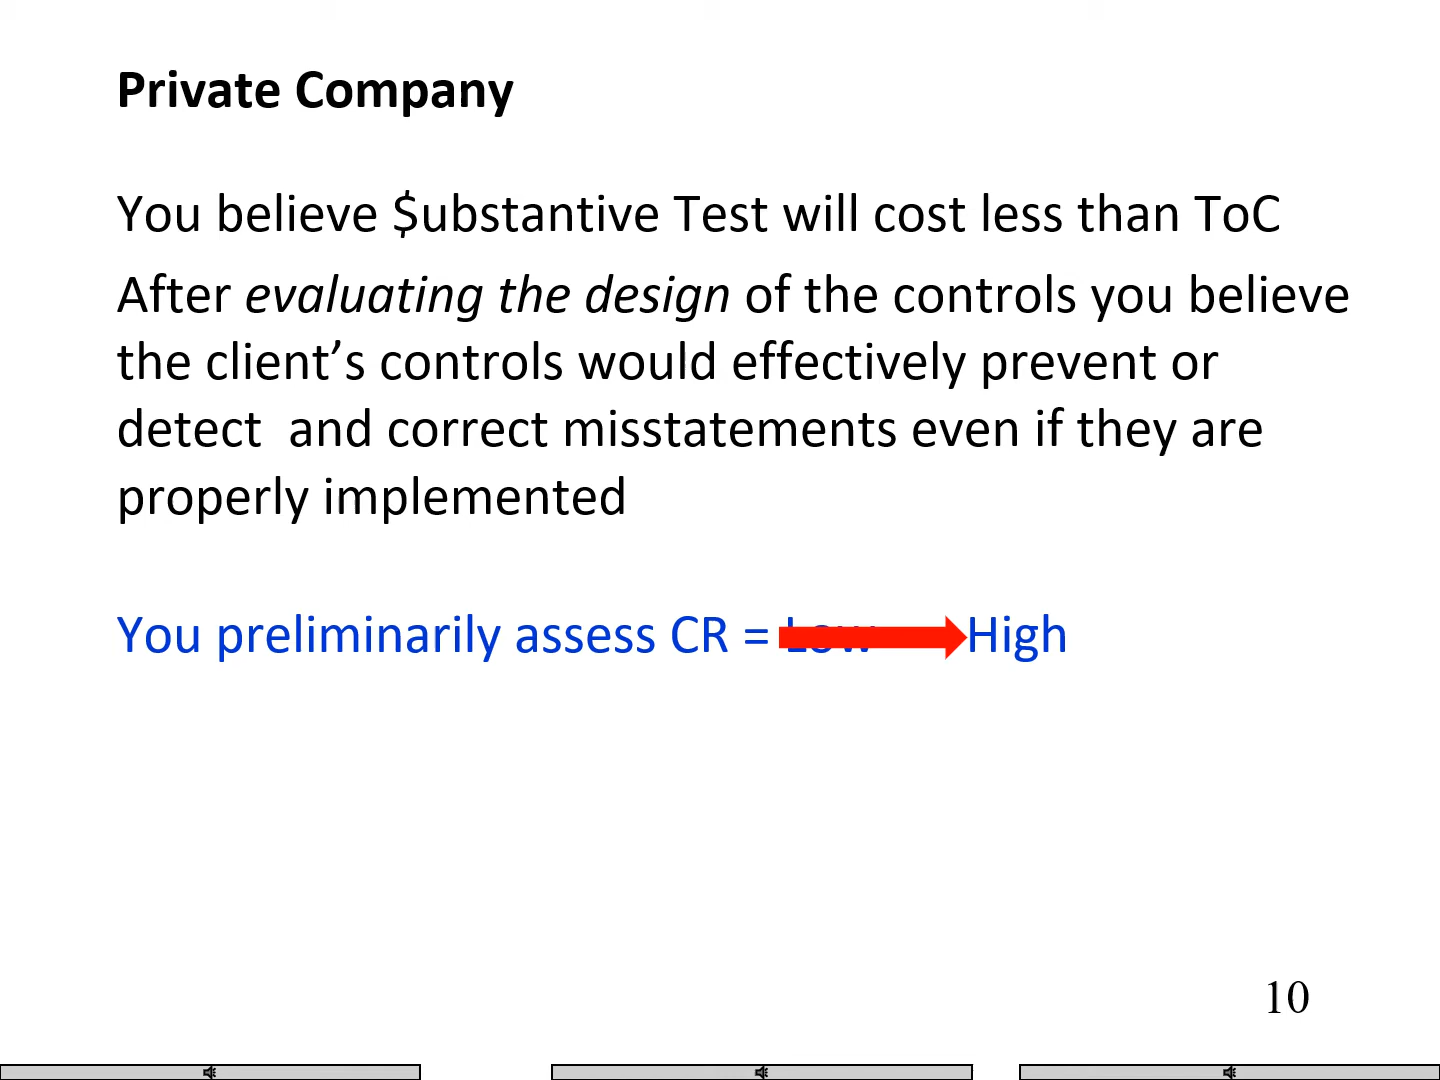 Private Company
You believe $ubstantive Test will cost less than ToC
After evaluating the design of the controls you believe
the client’s controls would effectively prevent or
detect  and correct misstatements even if they are
properly implemented
You preliminarily assess CR = Low High
10